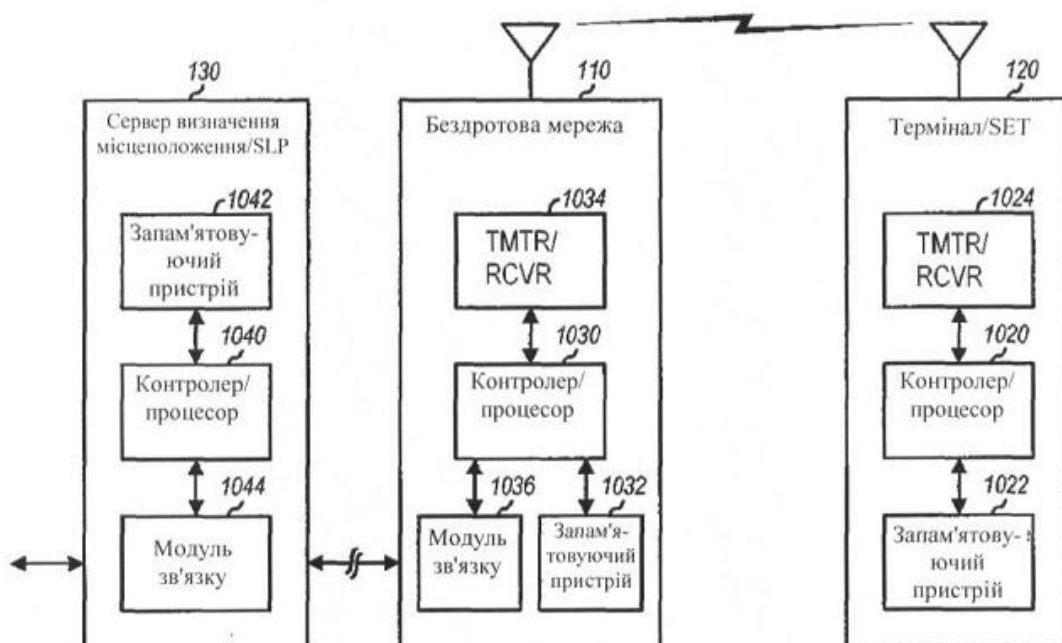 130
Сервер визначення
місцеположення/SLP
1042
Запам'ятову-
ючий
пристрій
1040
Контролер/
процесор
1044
Модуль
зв'язку
110
Бездротова мережа
1034
TMTR/
RCVR
1030
Контролер/
процесор
1036
Модуль
зв'язку
1032
Запам'я-
товуючий
пристрій
120
Термінал/SET
1024
TMTR/
RCVR
1020
Контролер/
процесор
1022
Запам'ятову-
ючий
пристрій